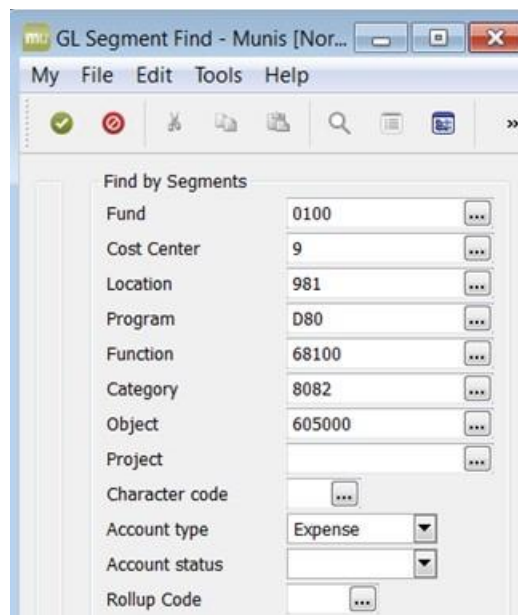 mu GL Segment Find - Munis [Nor...
My File Edit Tools Help
Find by Segments
Fund 0100 ...
Cost Center 9 ...
Location 981 ...
Program D80 ...
Function 68100 ...
Category 8082 ...
Object 605000 ...
Project ...
Character code ...
Account type Expense
Account status
Rollup Code ...